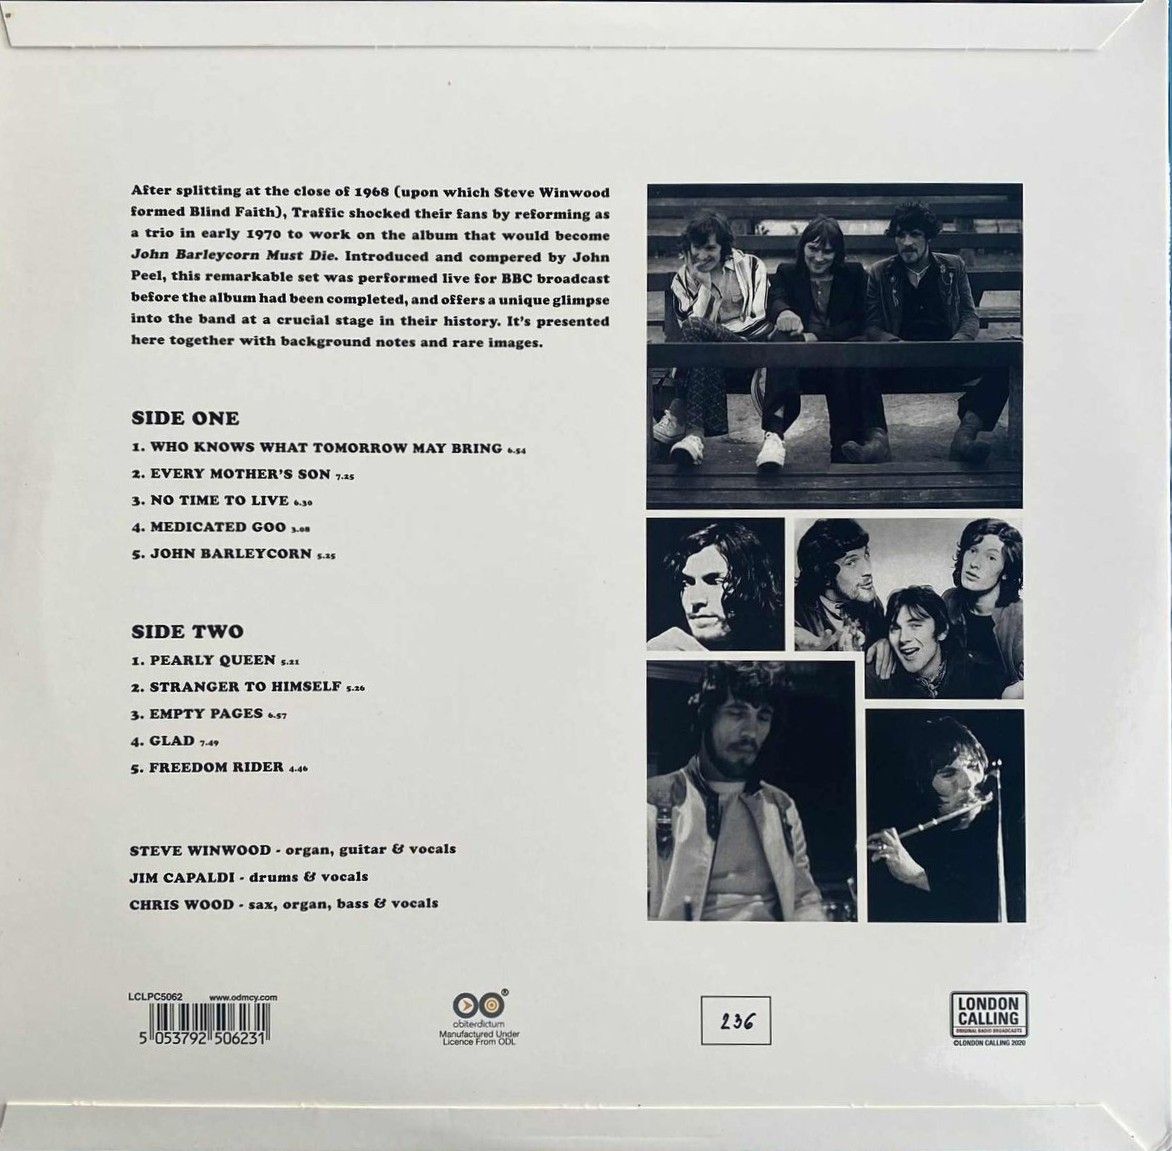 After splitting at the close of 1968 (upon which Steve Winwood
formed Blind Faith), Traffic shocked their fans by reforming as
a trio in early 1970 to work on the album that would become
John Barleycorn Must Die. Introduced and compered by John
Peel, this remarkable set was performed live for BBC broadcast
before the album had been completed, and offers a unique glimpse
into the band at a crucial stage in their history. It's presented
here together with background notes and rare images.
SIDE ONE
1. WHO KNOWS WHAT TOMORROW MAY BRING 6.54
2. EVERY MOTHER'S SON 7.25
3. NO TIME TO LIVE 6.30
4. MEDICATED GOO 3.08
5. JOHN BARLEYCORN 5.25
SIDE TWO
1. PEARLY QUEEN 5.21
2. STRANGER TO HIMSELF 5.26
3. EMPTY PAGES 6.57
4. GLAD 7.49
5. FREEDOM RIDER 4.46
STEVE WINWOOD - organ, guitar & vocals
JIM CAPALDI - drums & vocals
CHRIS WOOD - sax, organ, bass & vocals
LCLPC5062 www.odmcy.com
5 053792 506231
®
obiterdictum
Manufactured Under
Licence From ODL
236
LONDON
CALLING
ORIGINAL RADIO BROADCASTS
©LONDON CALLING 2020